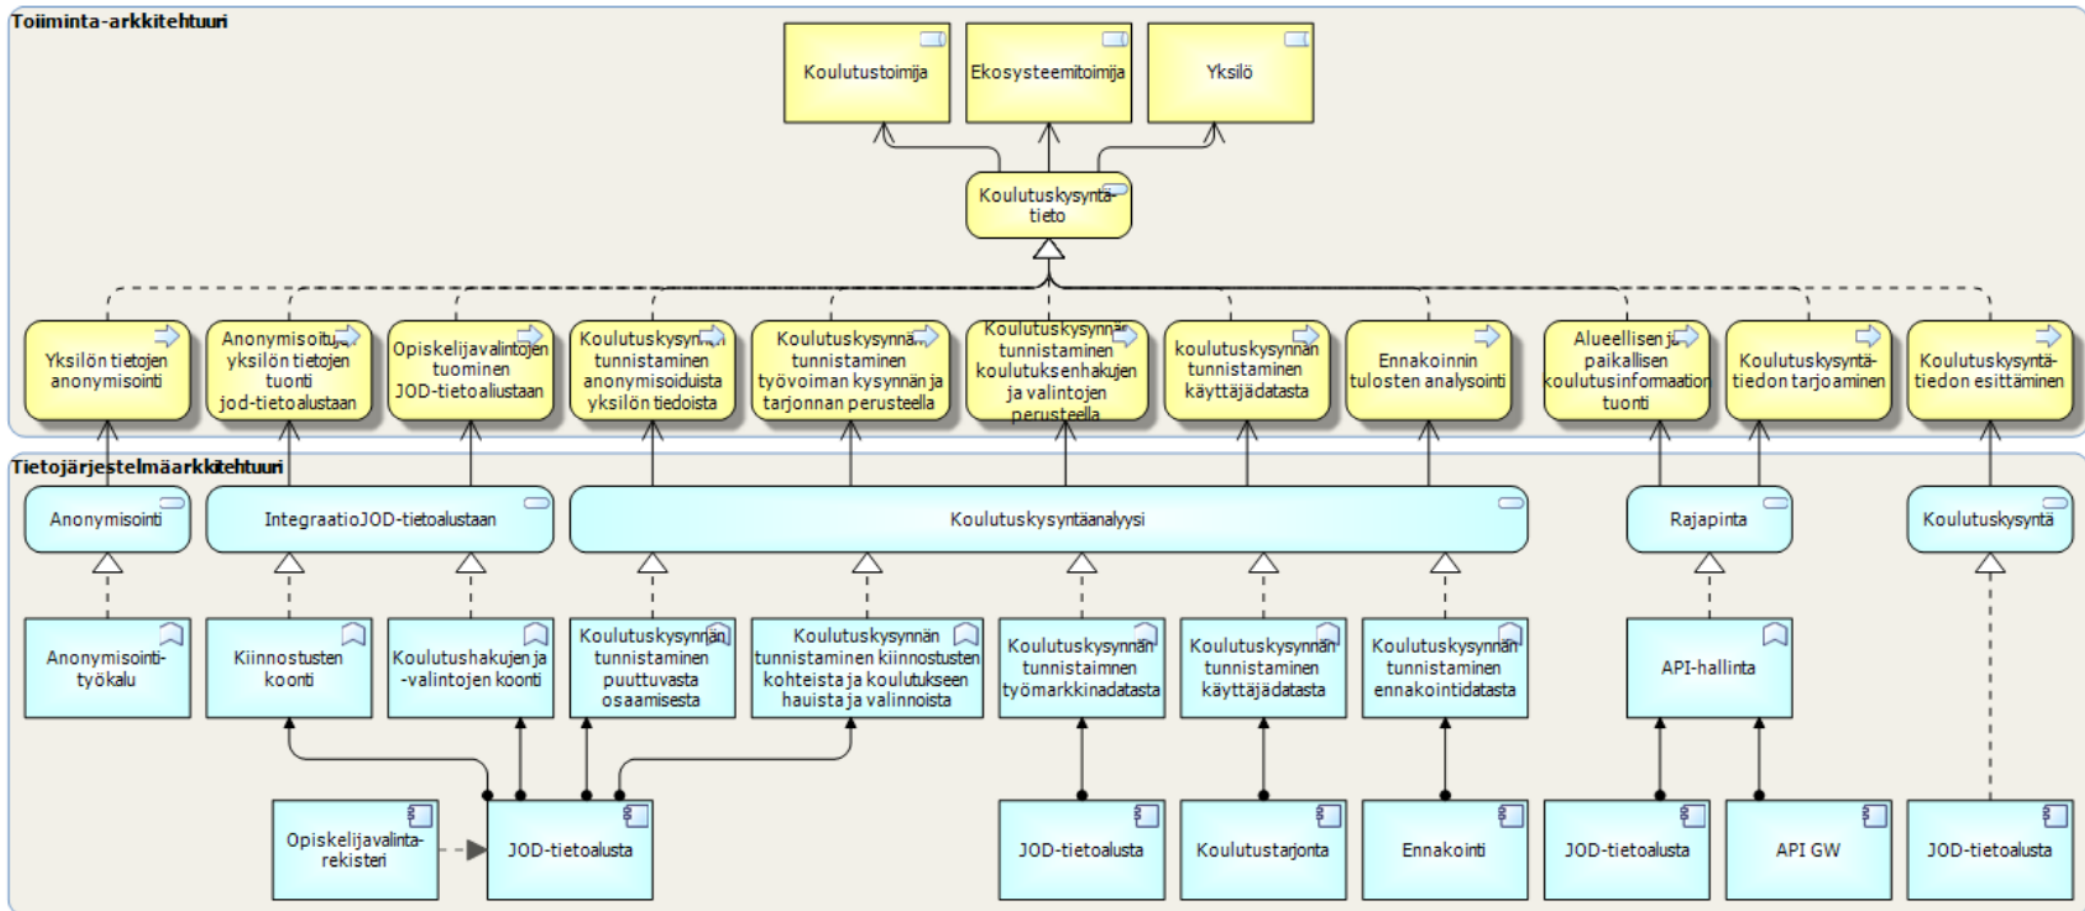 Toiiminta-arkkitehtuuri
Koulutustoimija
Ekosysteemitoimija
Yksilö
Koulutuskysyntä-
tieto
Yksilön tietojen
anonymisointi
Anonymisoitujen
yksilön tietojen
tuonti
jod-tietoalustaan
Opiskelijavalintojen
tuominen
JOD-tietoaliustaan
Koulutuskysynnän
tunnistaminen
anonymisoiduista
yksilön tiedoista
Koulutuskysynnän
tunnistaminen
työvoiman kysynnän ja
tarjonnan perusteella
Koulutuskysynnän
tunnistaminen
koulutuksenhakujen
ja valintojen
perusteella
koulutuskysynnän
tunnistaminen
käyttäjädatasta
Ennakoinnin
tulosten analysointi
Alueellisen ja
paikallisen
koulutusinformaation
tuonti
Koulutuskysyntä-
tiedon tarjoaminen
Koulutuskysyntä-
tiedon esittäminen
Tietojärjestelmäarkkitehtuuri
Anonymisointi
IntegraatioJOD-tietoalustaan
Koulutuskysyntäanalyysi
Rajapinta
Koulutuskysyntä
Anonymisointi-
työkalu
Kiinnostusten
koonti
Koulutushakujen ja
-valintojen koonti
Koulutuskysynnän
tunnistaminen
puuttuvasta
osaamisesta
Koulutuskysynnän
tunnistaminen kiinnostusten
kohteista ja koulutukseen
hauista ja valinnoista
Koulutuskysynnän
tunnistaimnen
työmarkkinadatasta
Koulutuskysynnän
tunnistaminen
käyttäjädatasta
Koulutuskysynnän
tunnistaminen
ennakointidatasta
API-hallinta
Opiskelijavalinta-
rekisteri
JOD-tietoalusta
JOD-tietoalusta
Koulutustarjonta
Ennakointi
JOD-tietoalusta
API GW
JOD-tietoalusta